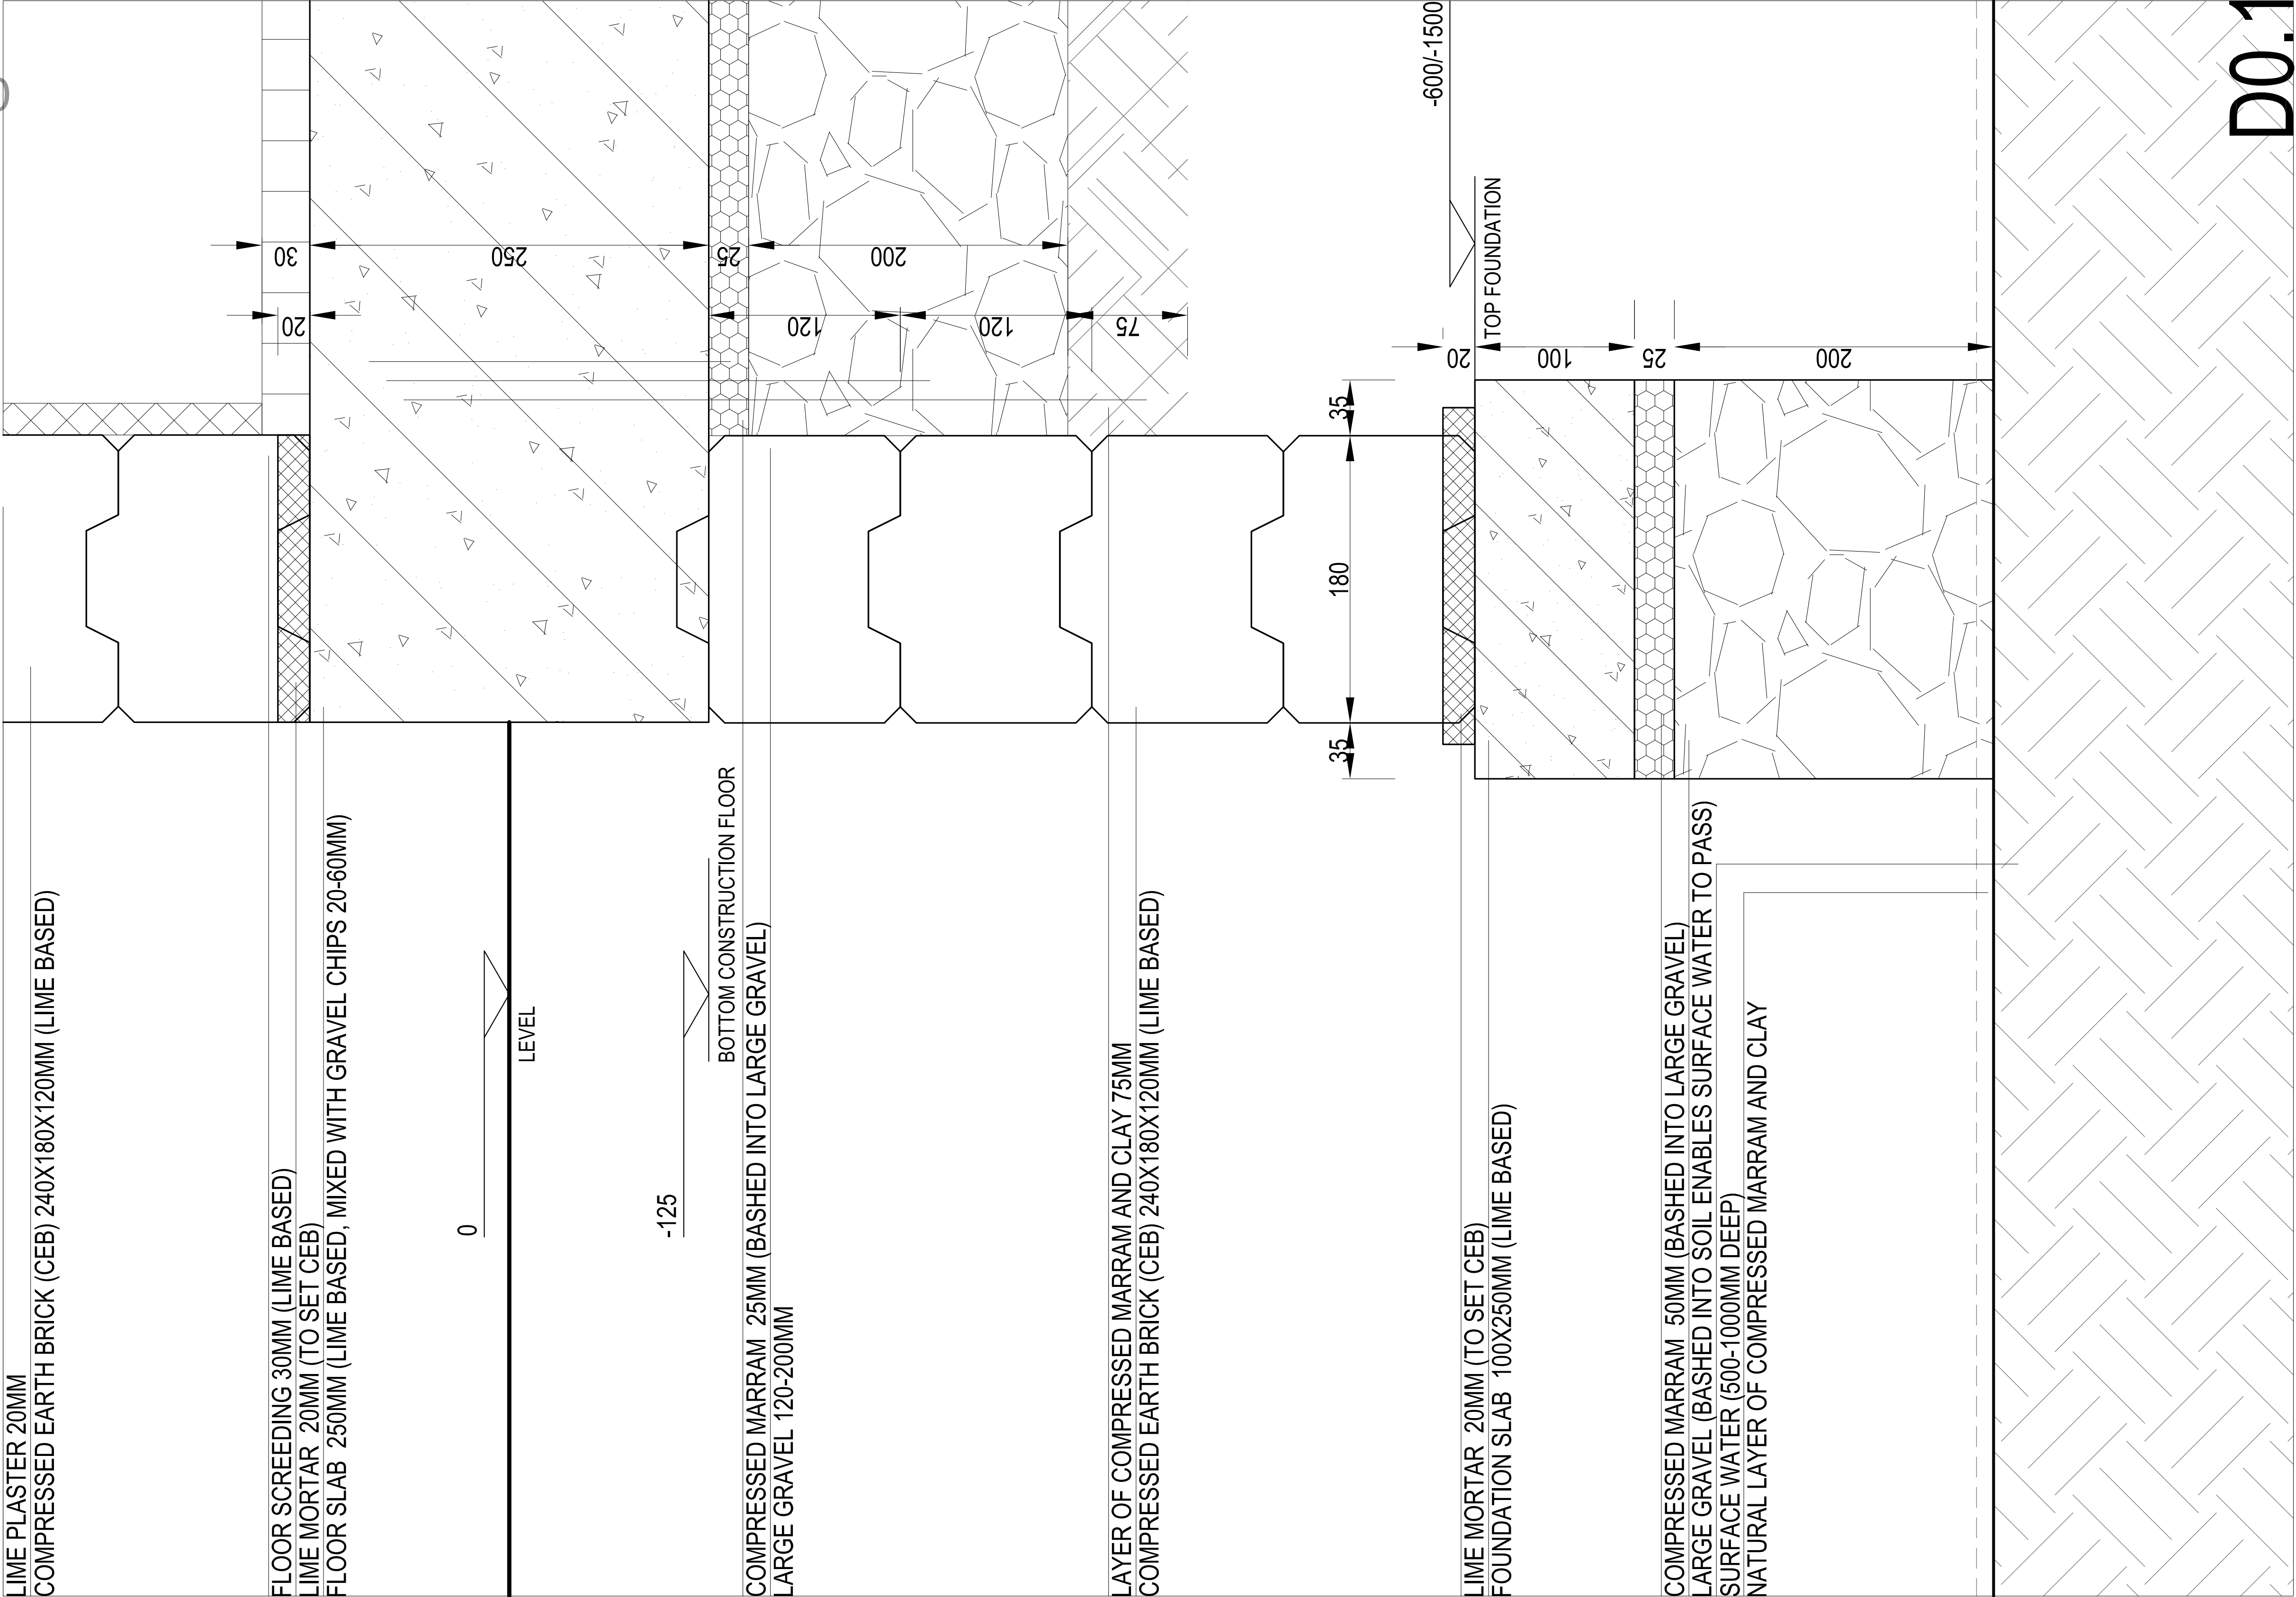 LIME PLASTER 20MM
COMPRESSED EARTH BRICK (CEB) 240X180X120MM (LIME BASED)
FLOOR SCREEDING 30MM (LIME BASED)
LIME MORTAR 20MM (TO SET CEB)
FLOOR SLAB 250MM (LIME BASED, MIXED WITH GRAVEL CHIPS 20-60MM)
30
250
25
200
20
120
120
75
0
LEVEL
-125
BOTTOM CONSTRUCTION FLOOR
COMPRESSED MARRAM 25MM (BASHED INTO LARGE GRAVEL)
LARGE GRAVEL 120-200MM
LAYER OF COMPRESSED MARRAM AND CLAY 75MM
COMPRESSED EARTH BRICK (CEB) 240X180X120MM (LIME BASED)
35
180
35
-600/-1500
TOP FOUNDATION
20
100
25
200
LIME MORTAR 20MM (TO SET CEB)
FOUNDATION SLAB 100X250MM (LIME BASED)
COMPRESSED MARRAM 50MM (BASHED INTO LARGE GRAVEL)
LARGE GRAVEL (BASHED INTO SOIL ENABLES SURFACE WATER TO PASS)
SURFACE WATER (500-1000MM DEEP)
NATURAL LAYER OF COMPRESSED MARRAM AND CLAY
D0.1